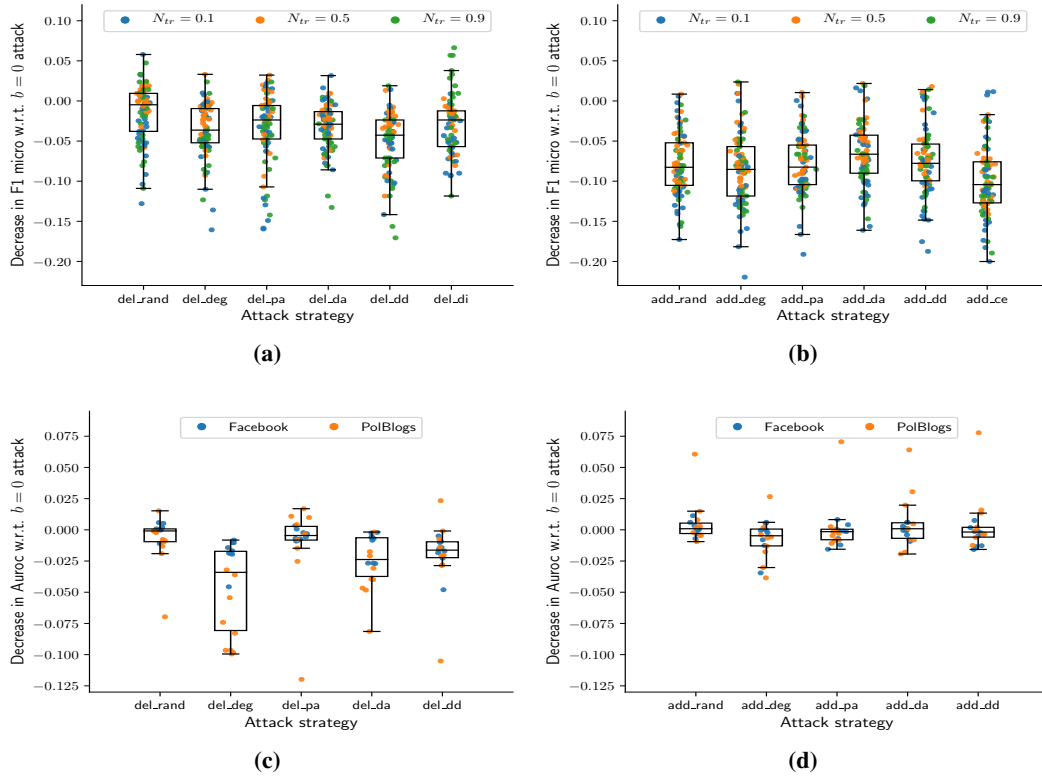 N_tr = 0.1 N_tr = 0.5 N_tr = 0.9
Decrease in F1 micro w.r.t. b = 0 attack
0.10
0.05
0.00
−0.05
−0.10
−0.15
−0.20
del_rand del_deg del_pa del_da del_dd del_di
Attack strategy
(a)
N_tr = 0.1 N_tr = 0.5 N_tr = 0.9
Decrease in F1 micro w.r.t. b = 0 attack
0.10
0.05
0.00
−0.05
−0.10
−0.15
−0.20
add_rand add_deg add_pa add_da add_dd add_ce
Attack strategy
(b)
Facebook PolBlogs
Decrease in Auroc w.r.t. b = 0 attack
0.075
0.050
0.025
0.000
−0.025
−0.050
−0.075
−0.100
−0.125
del_rand del_deg del_pa del_da del_dd
Attack strategy
(c)
Facebook PolBlogs
Decrease in Auroc w.r.t. b = 0 attack
0.075
0.050
0.025
0.000
−0.025
−0.050
−0.075
−0.100
−0.125
add_rand add_deg add_pa add_da add_dd
Attack strategy
(d)